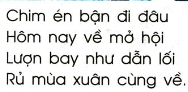 Chim én bận đi đâu
Hôm nay về mở hội
Lượn bay như dẫn lối
Rủ mùa xuân cùng về.